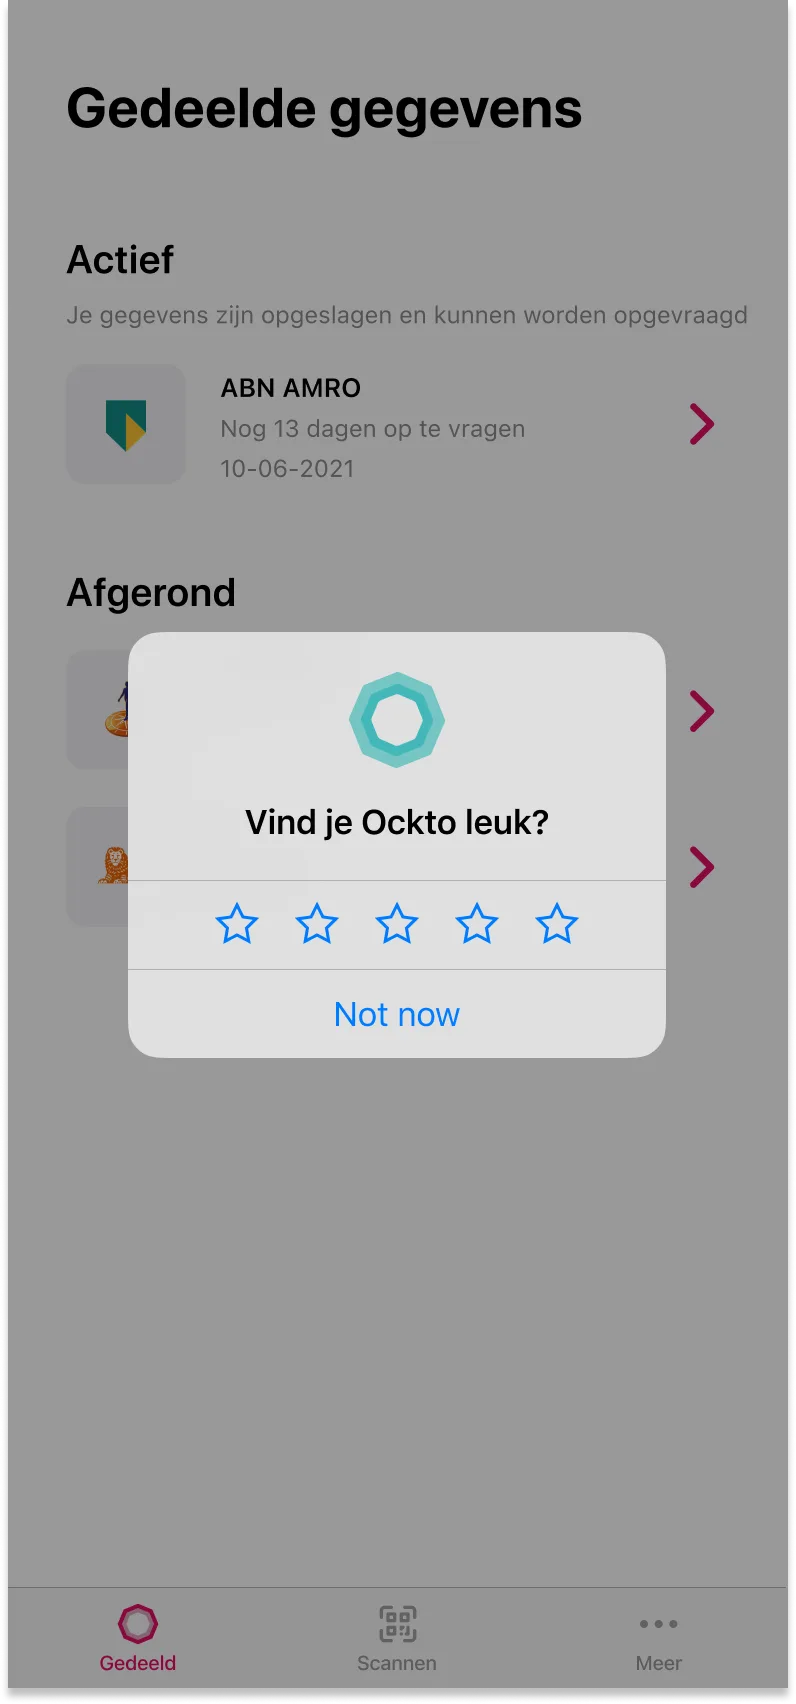 Gedeelde gegevens
Actief
Je gegevens zijn opgeslagen en kunnen worden opgevraagd
ABN AMRO
Nog 13 dagen op te vragen
10-06-2021
Afgerond
Vind je Ockto leuk?
Not now
Gedeeld
Scannen
Meer